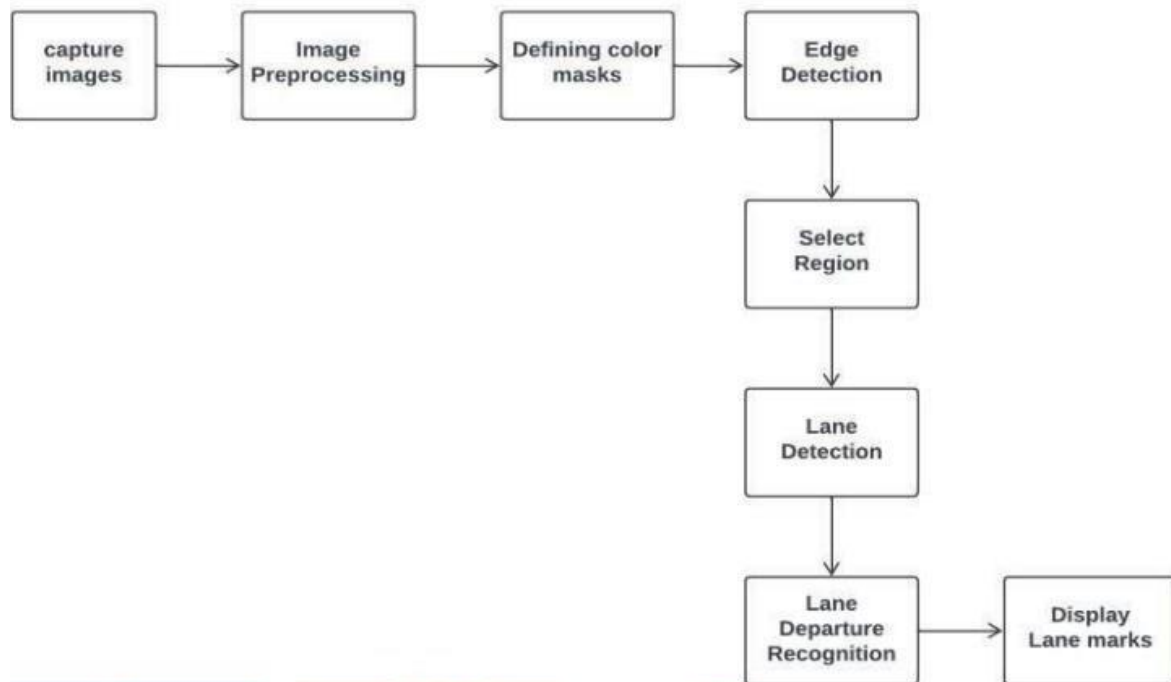 capture
images
Image
Preprocessing
Defining color
masks
Edge
Detection
Select
Region
Lane
Detection
Lane
Departure
Recognition
Display
Lane marks